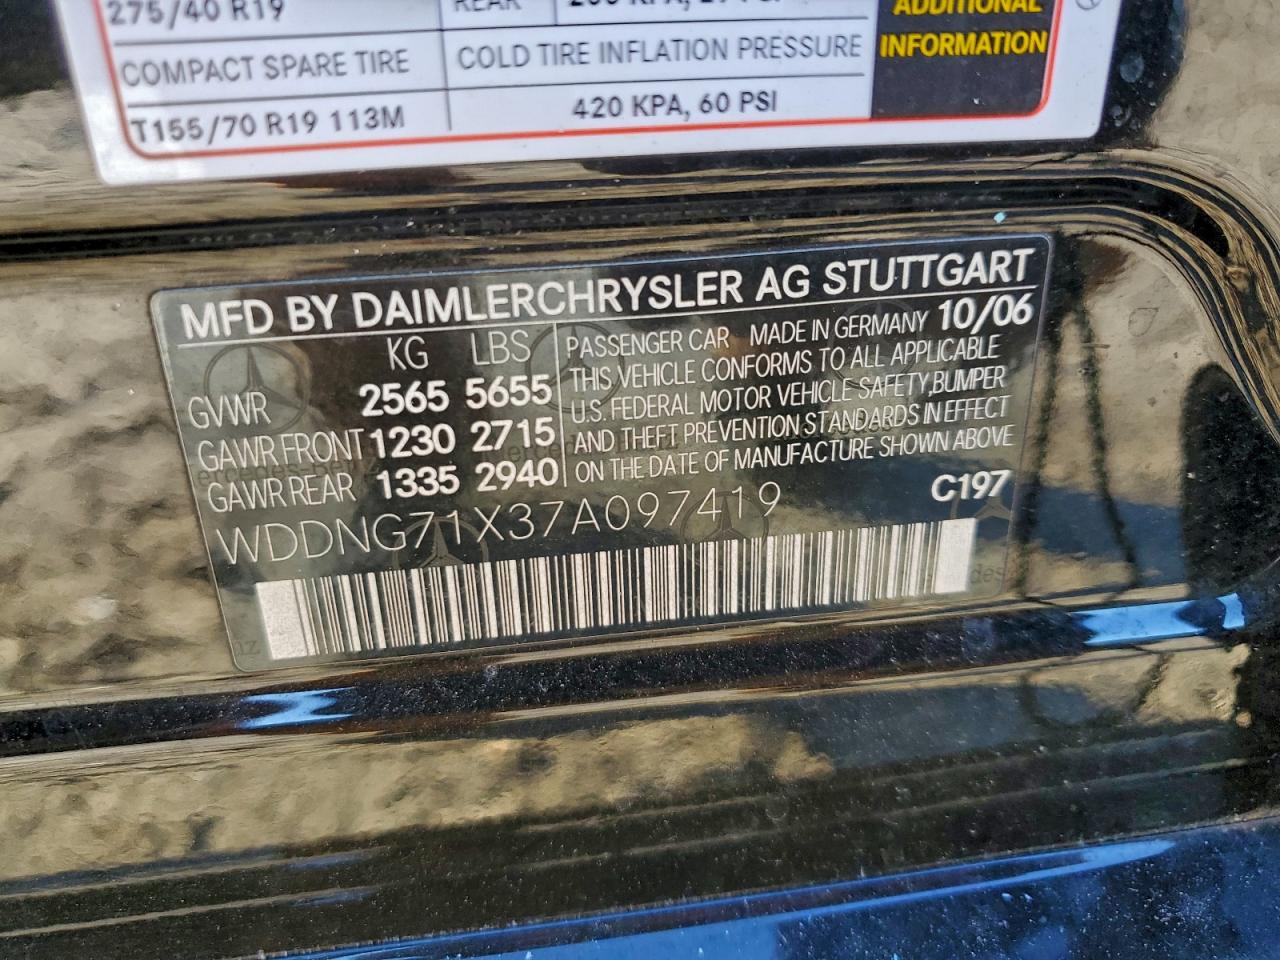 275/40 R19 REAR
ADDITIONAL
INFORMATION
COMPACT SPARE TIRE COLD TIRE INFLATION PRESSURE
T155/70 R19 113M 420 KPA, 60 PSI
MFD BY DAIMLERCHRYSLER AG STUTTGART
KG LBS
GVWR 2565 5655
GAWR FRONT 1230 2715
GAWR REAR 1335 2940
PASSENGER CAR MADE IN GERMANY 10/06
THIS VEHICLE CONFORMS TO ALL APPLICABLE
U.S. FEDERAL MOTOR VEHICLE SAFETY,BUMPER
AND THEFT PREVENTION STANDARDS IN EFFECT
ON THE DATE OF MANUFACTURE SHOWN ABOVE
WDDNG71X37A097419 C197